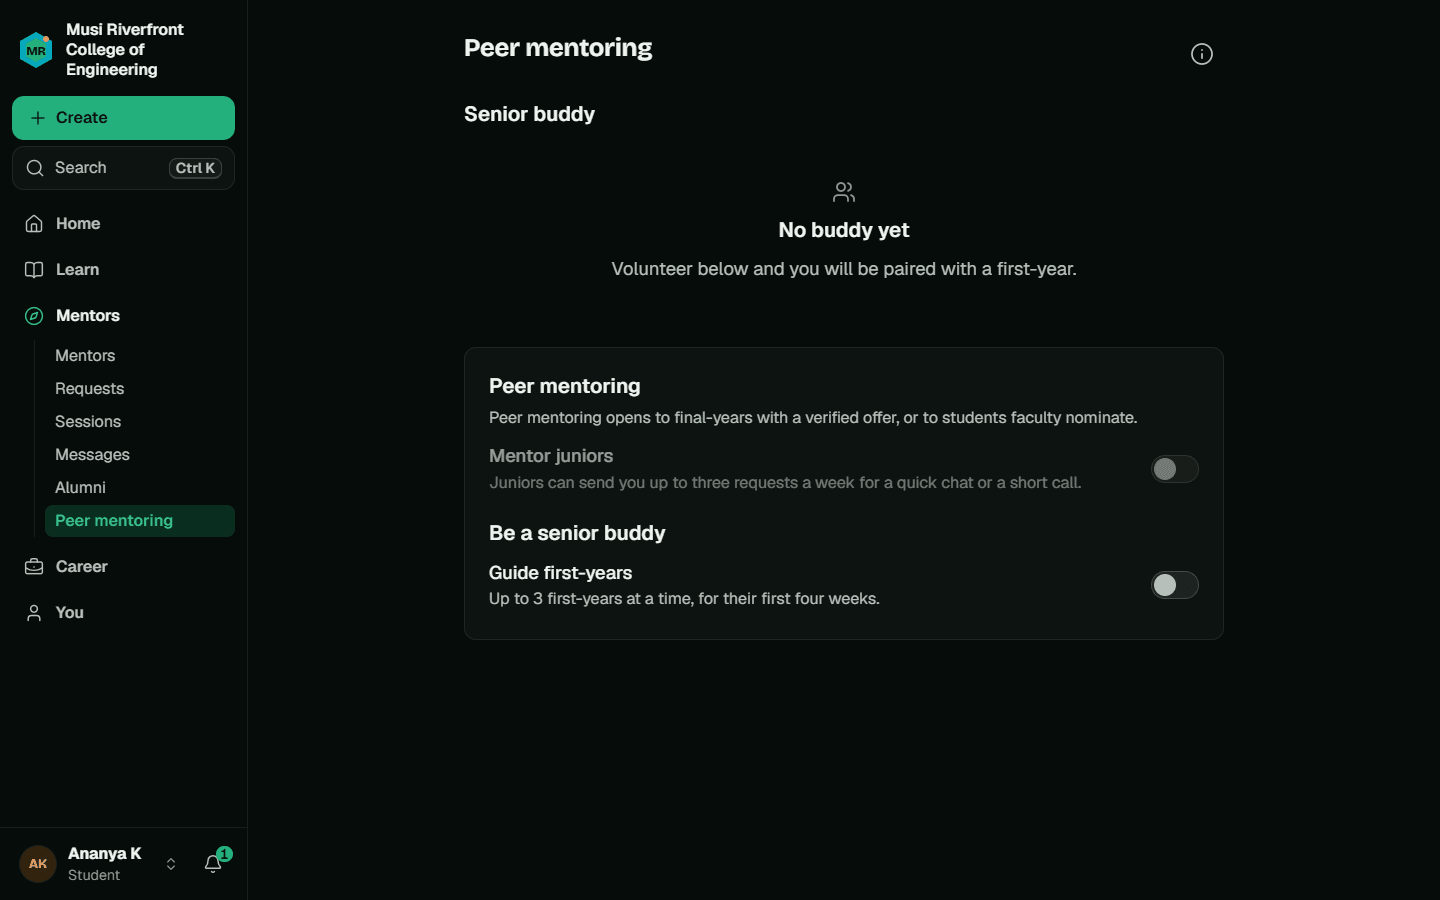 Musi Riverfront
College of
Engineering
MR
Create
Search
Ctrl K
Home
Learn
Mentors
Mentors
Requests
Sessions
Messages
Alumni
Peer mentoring
Career
You
AK
Ananya K
Student
1
Peer mentoring
Senior buddy
No buddy yet
Volunteer below and you will be paired with a first-year.
Peer mentoring
Peer mentoring opens to final-years with a verified offer, or to students faculty nominate.
Mentor juniors
Juniors can send you up to three requests a week for a quick chat or a short call.
Be a senior buddy
Guide first-years
Up to 3 first-years at a time, for their first four weeks.